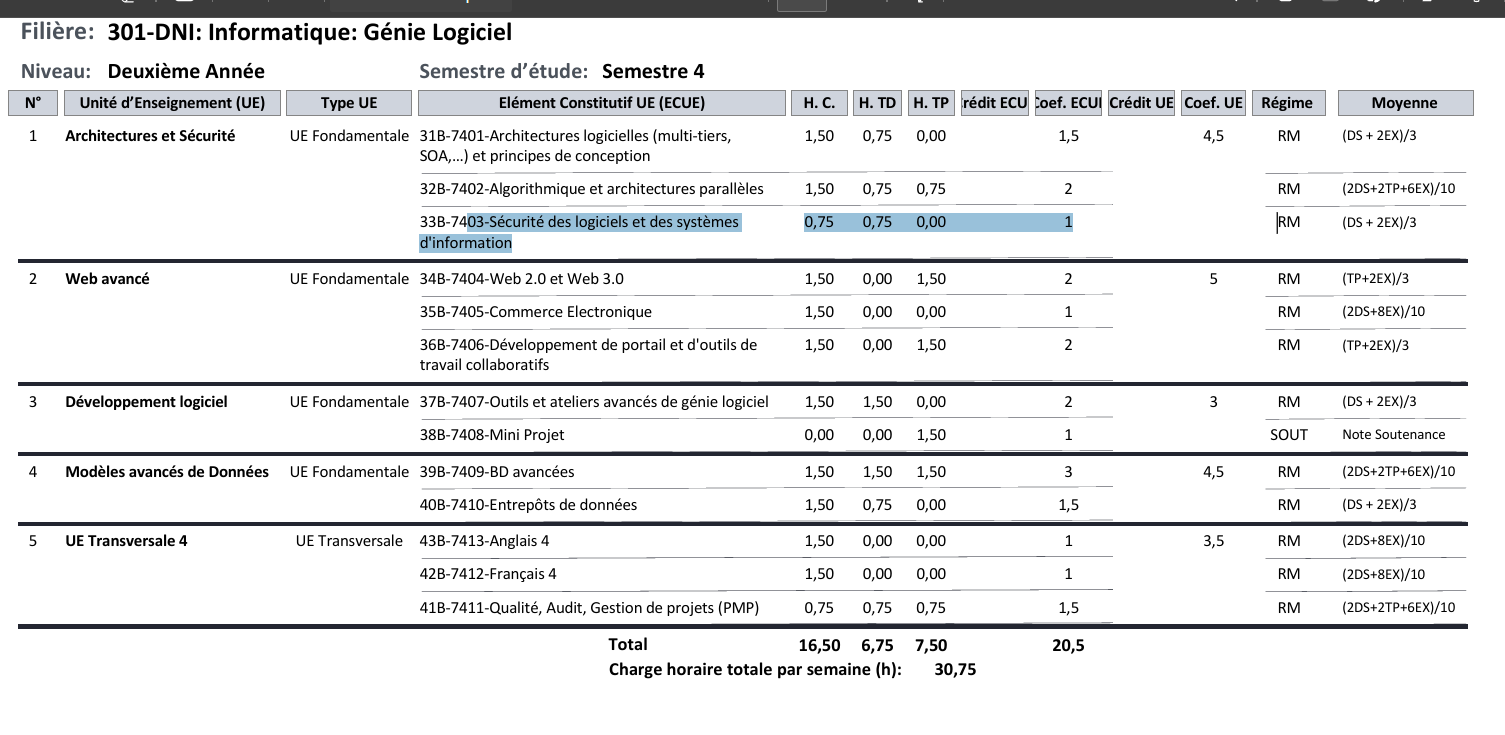 Filière: 301-DNI: Informatique: Génie Logiciel
Niveau: Deuxième Année Semestre d'étude: Semestre 4
N° Unité d'Enseignement (UE) Type UE Elément Constitutif UE (ECUE) H. C. H. TD H. TP rédit ECU oef. ECU Crédit UE Coef. UE Régime Moyenne
1 Architectures et Sécurité UE Fondamentale 31B-7401-Architectures logicielles (multi-tiers, 1,50 0,75 0,00 1,5 4,5 RM (DS + 2EX)/3
SOA,...) et principes de conception
32B-7402-Algorithmique et architectures parallèles 1,50 0,75 0,75 2 RM (2DS+2TP+6EX)/10
33B-7403-Sécurité des logiciels et des systèmes 0,75 0,75 0,00 1 RM (DS + 2EX)/3
d'information
2 Web avancé UE Fondamentale 34B-7404-Web 2.0 et Web 3.0 1,50 0,00 1,50 2 5 RM (TP+2EX)/3
35B-7405-Commerce Electronique 1,50 0,00 0,00 1 RM (2DS+8EX)/10
36B-7406-Développement de portail et d'outils de 1,50 0,00 1,50 2 RM (TP+2EX)/3
travail collaboratifs
3 Développement logiciel UE Fondamentale 37B-7407-Outils et ateliers avancés de génie logiciel 1,50 1,50 0,00 2 3 RM (DS + 2EX)/3
38B-7408-Mini Projet 0,00 0,00 1,50 1 SOUT Note Soutenance
4 Modèles avancés de Données UE Fondamentale 39B-7409-BD avancées 1,50 1,50 1,50 3 4,5 RM (2DS+2TP+6EX)/10
40B-7410-Entrepôts de données 1,50 0,75 0,00 1,5 RM (DS + 2EX)/3
5 UE Transversale 4 UE Transversale 43B-7413-Anglais 4 1,50 0,00 0,00 1 3,5 RM (2DS+8EX)/10
42B-7412-Français 4 1,50 0,00 0,00 1 RM (2DS+8EX)/10
41B-7411-Qualité, Audit, Gestion de projets (PMP) 0,75 0,75 0,75 1,5 RM (2DS+2TP+6EX)/10
Total 16,50 6,75 7,50 20,5
Charge horaire totale par semaine (h): 30,75